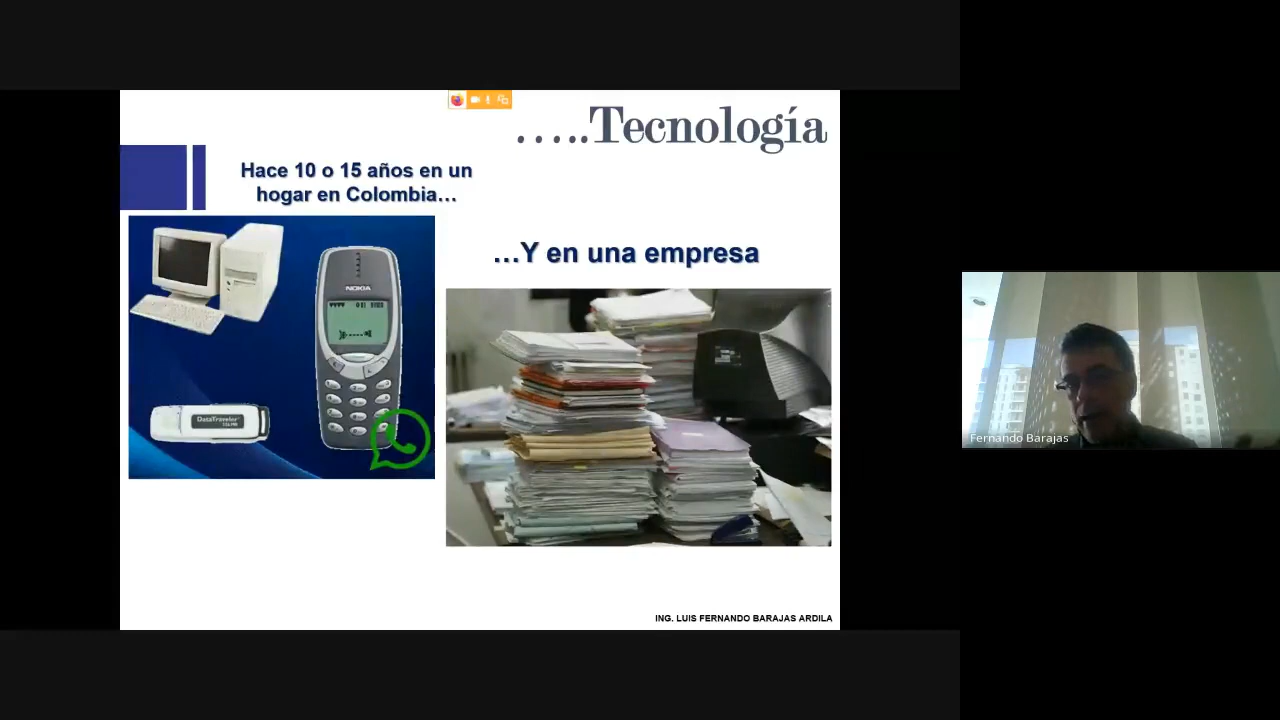 …..Tecnología
Hace 10 o 15 años en un
hogar en Colombia…
…Y en una empresa
NOKIA
DataTraveler
Fernando Barajas
ING. LUIS FERNANDO BARAJAS ARDILA